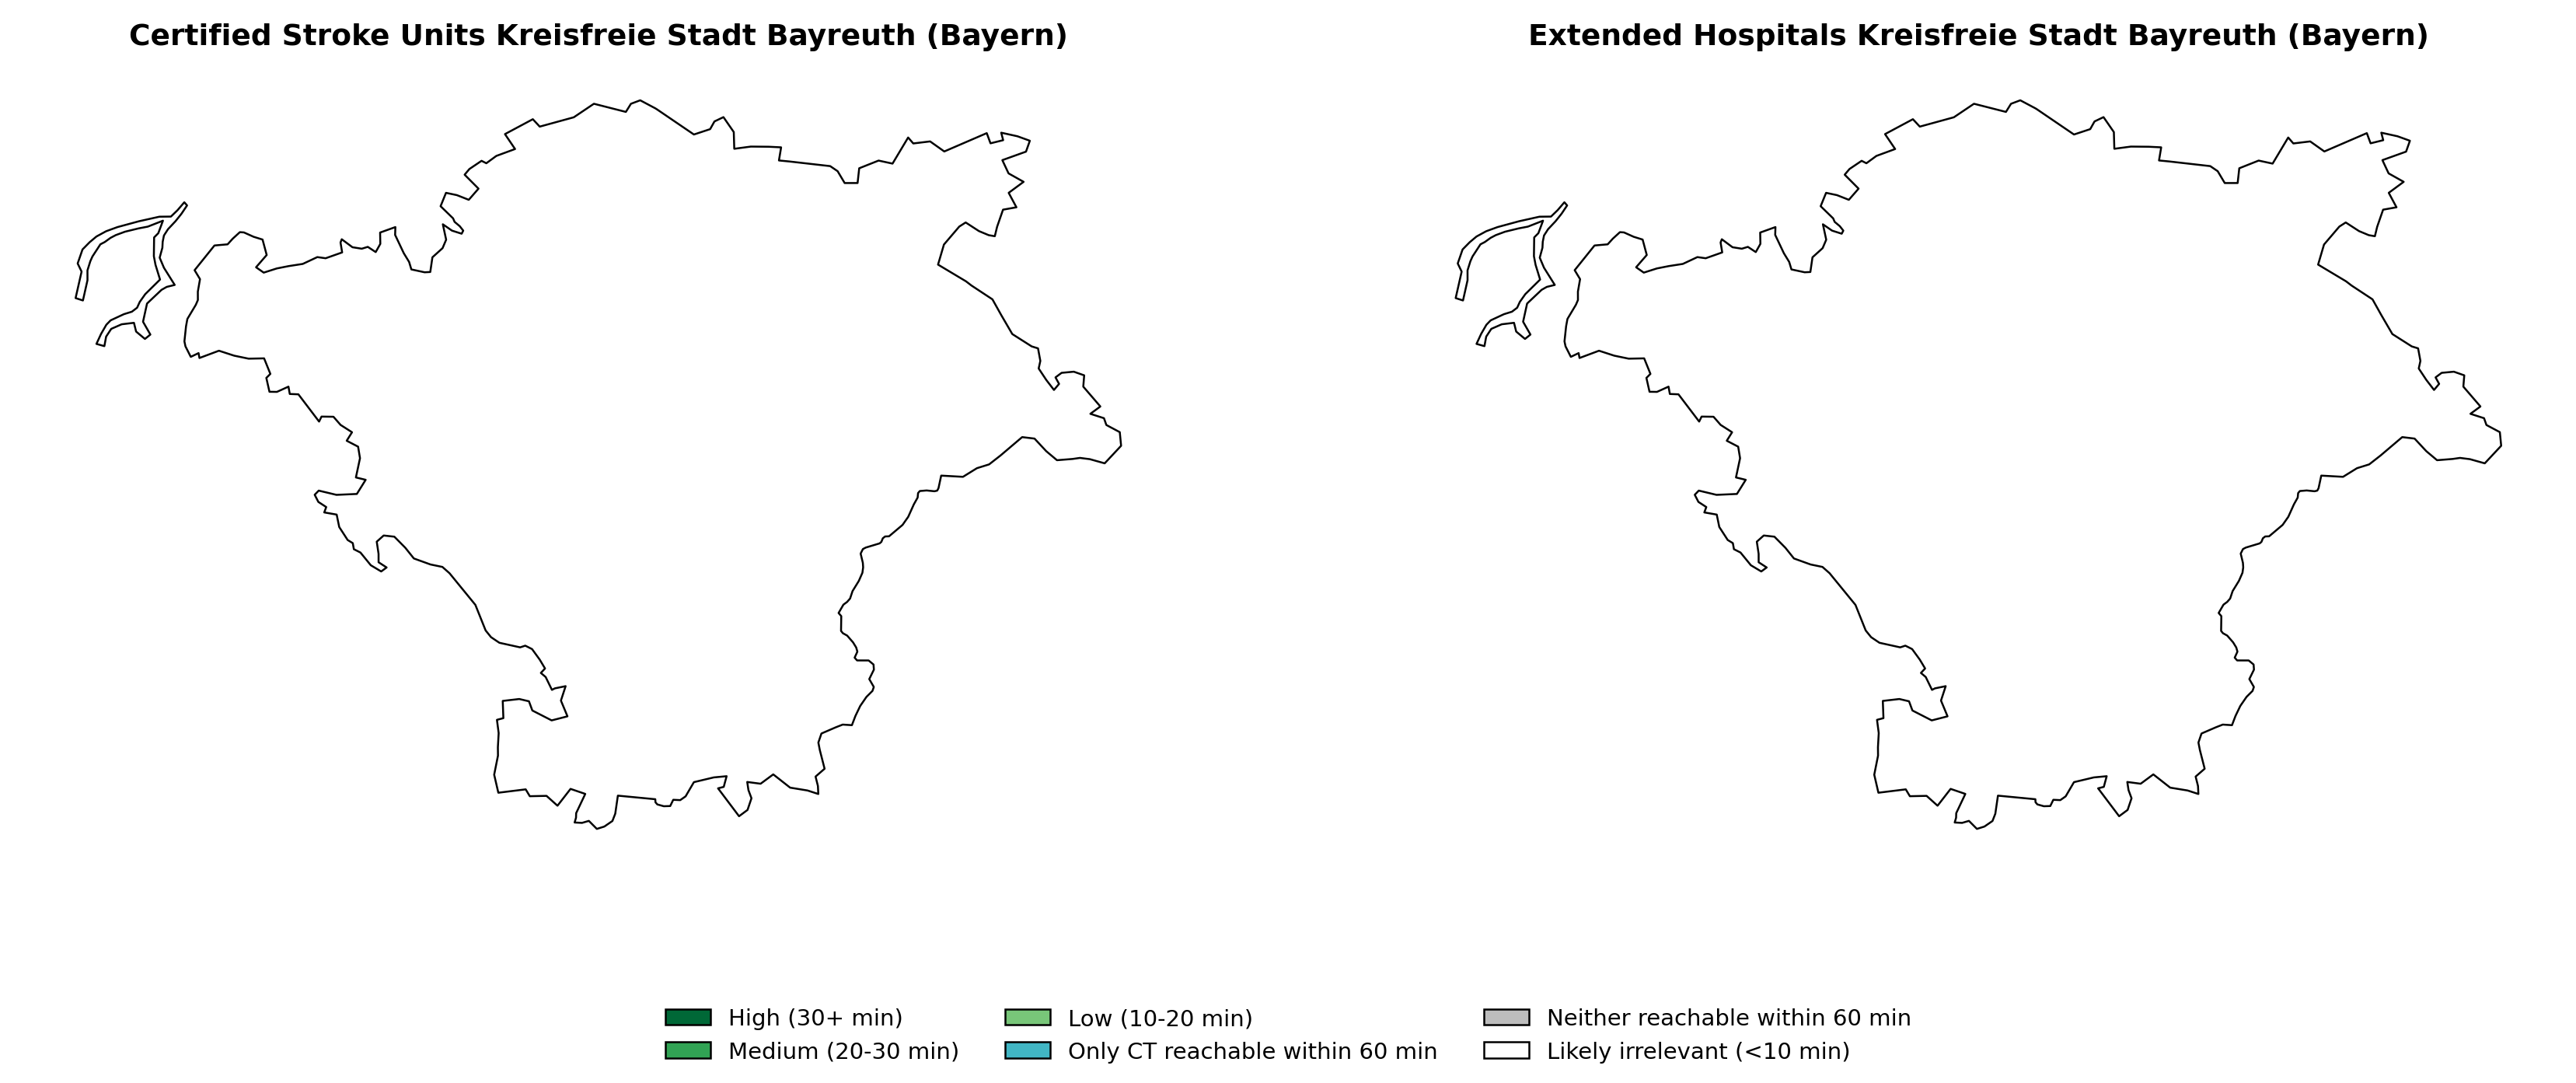 Certified Stroke Units Kreisfreie Stadt Bayreuth (Bayern)
Extended Hospitals Kreisfreie Stadt Bayreuth (Bayern)
High (30+ min)
Medium (20-30 min)
Low (10-20 min)
Only CT reachable within 60 min
Neither reachable within 60 min
Likely irrelevant (<10 min)